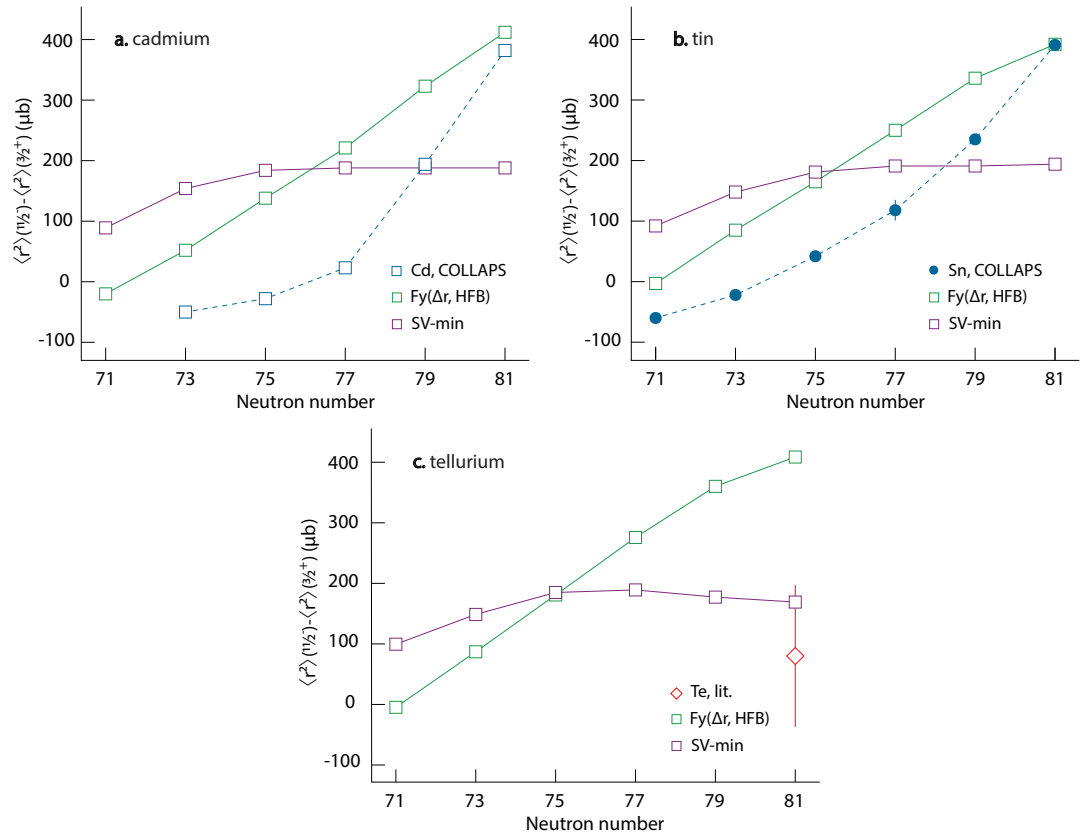 a. cadmium
⟨r²⟩(11⁄2⁻)-⟨r²⟩(3⁄2⁺) (μb)
400
300
200
100
0
-100
Cd, COLLAPS
Fy(Δr, HFB)
SV-min
71 73 75 77 79 81
Neutron number
b. tin
⟨r²⟩(11⁄2⁻)-⟨r²⟩(3⁄2⁺) (μb)
400
300
200
100
0
-100
Sn, COLLAPS
Fy(Δr, HFB)
SV-min
71 73 75 77 79 81
Neutron number
c. tellurium
⟨r²⟩(11⁄2⁻)-⟨r²⟩(3⁄2⁺) (μb)
400
300
200
100
0
-100
Te, lit.
Fy(Δr, HFB)
SV-min
71 73 75 77 79 81
Neutron number